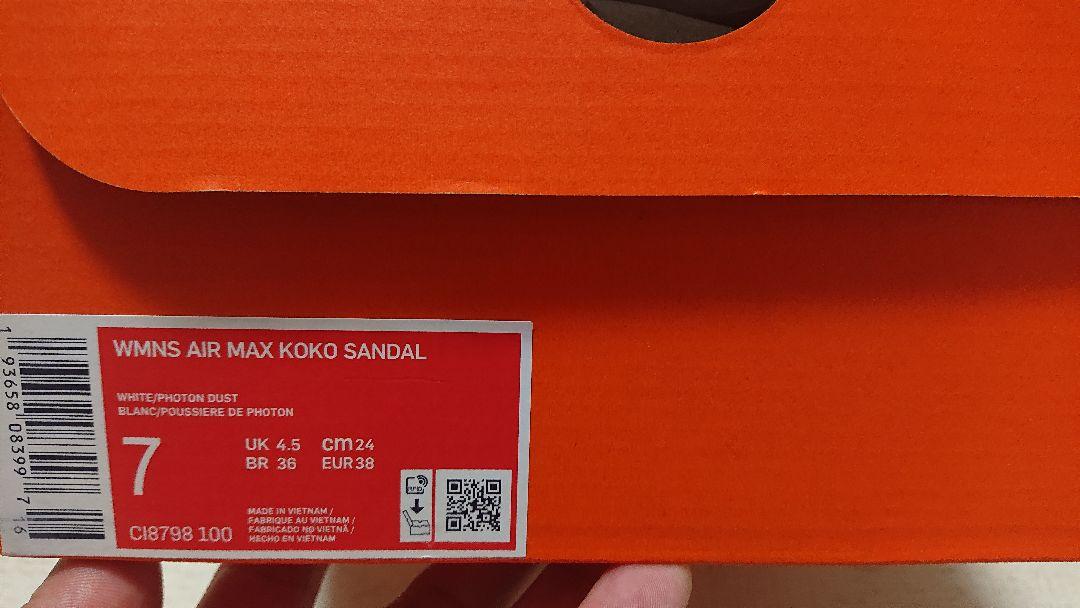 WMNS AIR MAX KOKO SANDAL
WHITE/PHOTON DUST
BLANC/POUSSIERE DE PHOTON
7
UK 4.5 cm 24
BR 36 EUR 38
CI8798 100
MADE IN VIETNAM /
FABRIQUE AU VIETNAM /
FABRICADO NO VIETNÃ /
HECHO EN VIETNAM
1 93658 08399 7 16